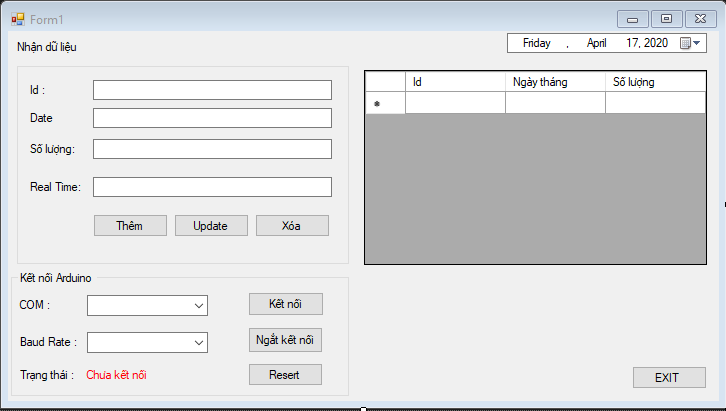 Form1
Nhận dữ liệu
Friday , April 17, 2020
Id :
Date
Số lượng:
Real Time:
Thêm Update Xóa
Id Ngày tháng Số lượng
Kết nối Arduino
COM :
Kết nối
Baud Rate :
Ngắt kết nối
Trạng thái : Chưa kết nối
Resert
EXIT